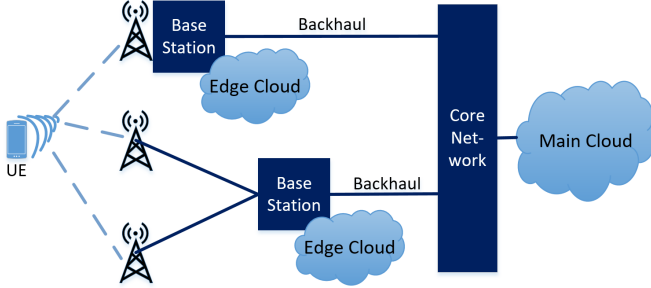 Base
Station
Backhaul
Edge Cloud
UE
Core
Net-
work
Main Cloud
Base
Station
Backhaul
Edge Cloud